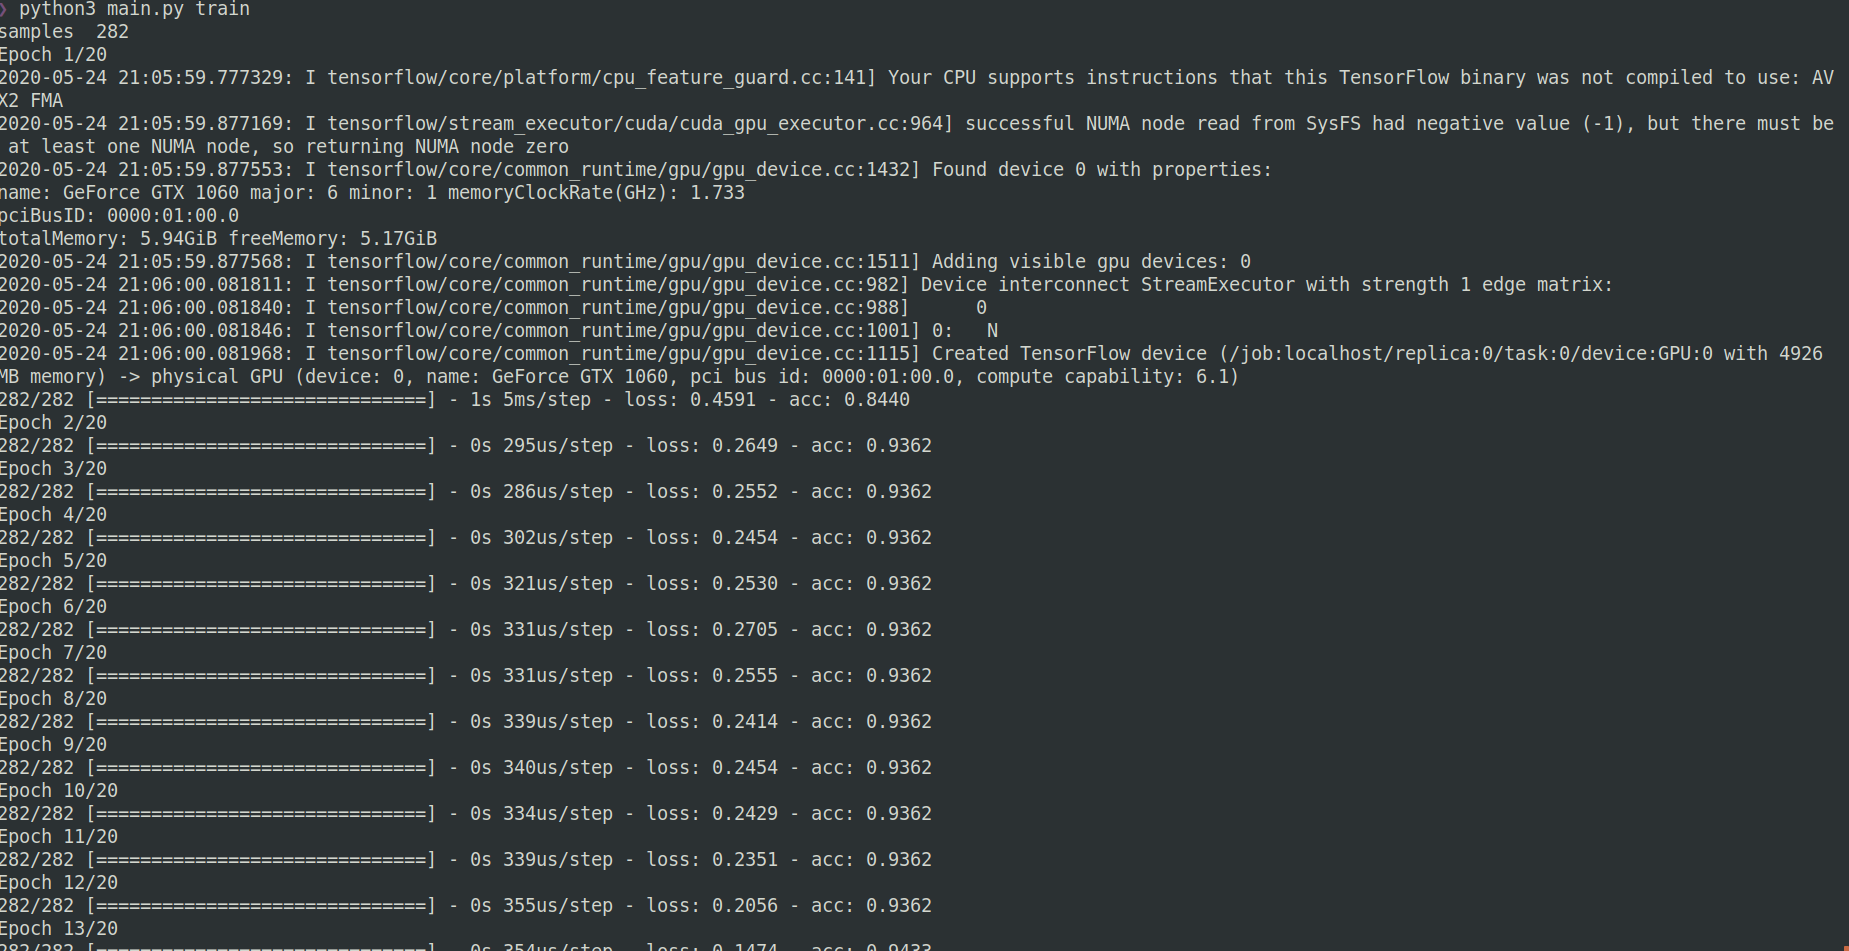 ❯ python3 main.py train
samples  282
Epoch 1/20
2020-05-24 21:05:59.777329: I tensorflow/core/platform/cpu_feature_guard.cc:141] Your CPU supports instructions that this TensorFlow binary was not compiled to use: AV
X2 FMA
2020-05-24 21:05:59.877169: I tensorflow/stream_executor/cuda/cuda_gpu_executor.cc:964] successful NUMA node read from SysFS had negative value (-1), but there must be
 at least one NUMA node, so returning NUMA node zero
2020-05-24 21:05:59.877553: I tensorflow/core/common_runtime/gpu/gpu_device.cc:1432] Found device 0 with properties:
name: GeForce GTX 1060 major: 6 minor: 1 memoryClockRate(GHz): 1.733
pciBusID: 0000:01:00.0
totalMemory: 5.94GiB freeMemory: 5.17GiB
2020-05-24 21:05:59.877568: I tensorflow/core/common_runtime/gpu/gpu_device.cc:1511] Adding visible gpu devices: 0
2020-05-24 21:06:00.081811: I tensorflow/core/common_runtime/gpu/gpu_device.cc:982] Device interconnect StreamExecutor with strength 1 edge matrix:
2020-05-24 21:06:00.081840: I tensorflow/core/common_runtime/gpu/gpu_device.cc:988]      0
2020-05-24 21:06:00.081846: I tensorflow/core/common_runtime/gpu/gpu_device.cc:1001] 0:   N
2020-05-24 21:06:00.081968: I tensorflow/core/common_runtime/gpu/gpu_device.cc:1115] Created TensorFlow device (/job:localhost/replica:0/task:0/device:GPU:0 with 4926
MB memory) -> physical GPU (device: 0, name: GeForce GTX 1060, pci bus id: 0000:01:00.0, compute capability: 6.1)
282/282 [==============================] - 1s 5ms/step - loss: 0.4591 - acc: 0.8440
Epoch 2/20
282/282 [==============================] - 0s 295us/step - loss: 0.2649 - acc: 0.9362
Epoch 3/20
282/282 [==============================] - 0s 286us/step - loss: 0.2552 - acc: 0.9362
Epoch 4/20
282/282 [==============================] - 0s 302us/step - loss: 0.2454 - acc: 0.9362
Epoch 5/20
282/282 [==============================] - 0s 321us/step - loss: 0.2530 - acc: 0.9362
Epoch 6/20
282/282 [==============================] - 0s 331us/step - loss: 0.2705 - acc: 0.9362
Epoch 7/20
282/282 [==============================] - 0s 331us/step - loss: 0.2555 - acc: 0.9362
Epoch 8/20
282/282 [==============================] - 0s 339us/step - loss: 0.2414 - acc: 0.9362
Epoch 9/20
282/282 [==============================] - 0s 340us/step - loss: 0.2454 - acc: 0.9362
Epoch 10/20
282/282 [==============================] - 0s 334us/step - loss: 0.2429 - acc: 0.9362
Epoch 11/20
282/282 [==============================] - 0s 339us/step - loss: 0.2351 - acc: 0.9362
Epoch 12/20
282/282 [==============================] - 0s 355us/step - loss: 0.2056 - acc: 0.9362
Epoch 13/20
282/282 [==============================] - 0s 354us/step - loss: 0.1474 - acc: 0.9433